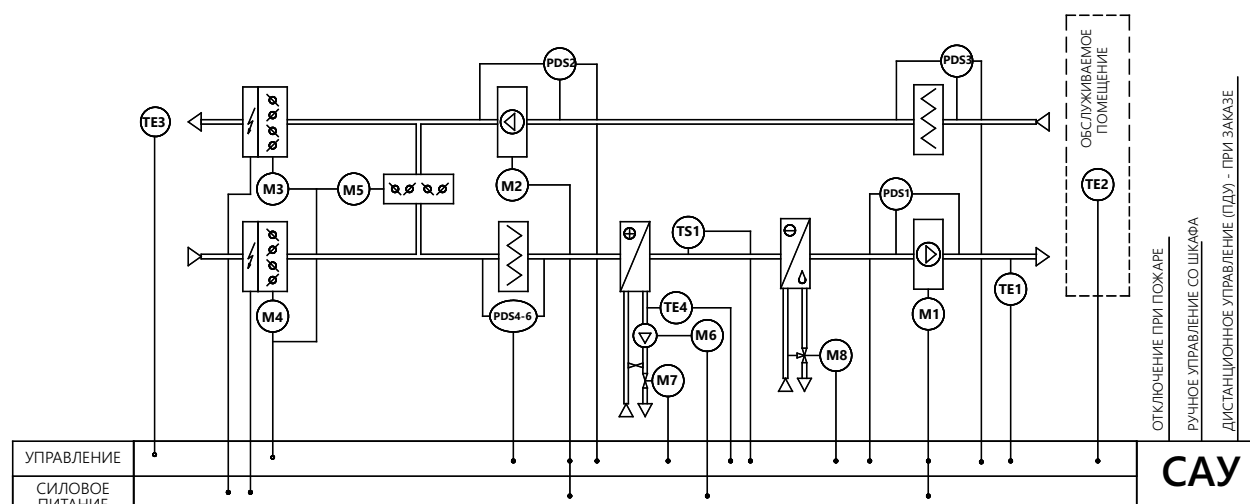 PDS2
PDS3
ОБСЛУЖИВАЕМОЕ
ПОМЕЩЕНИЕ
TE3
M3
M5
M2
PDS1
TE2
TS1
M4
PDS4-6
TE4
M6
M7
M8
M1
TE1
ОТКЛЮЧЕНИЕ ПРИ ПОЖАРЕ
РУЧНОЕ УПРАВЛЕНИЕ СО ШКАФА
ДИСТАНЦИОННОЕ УПРАВЛЕНИЕ (ПДУ) - ПРИ ЗАКАЗЕ
УПРАВЛЕНИЕ
СИЛОВОЕ
ПИТАНИЕ
САУ